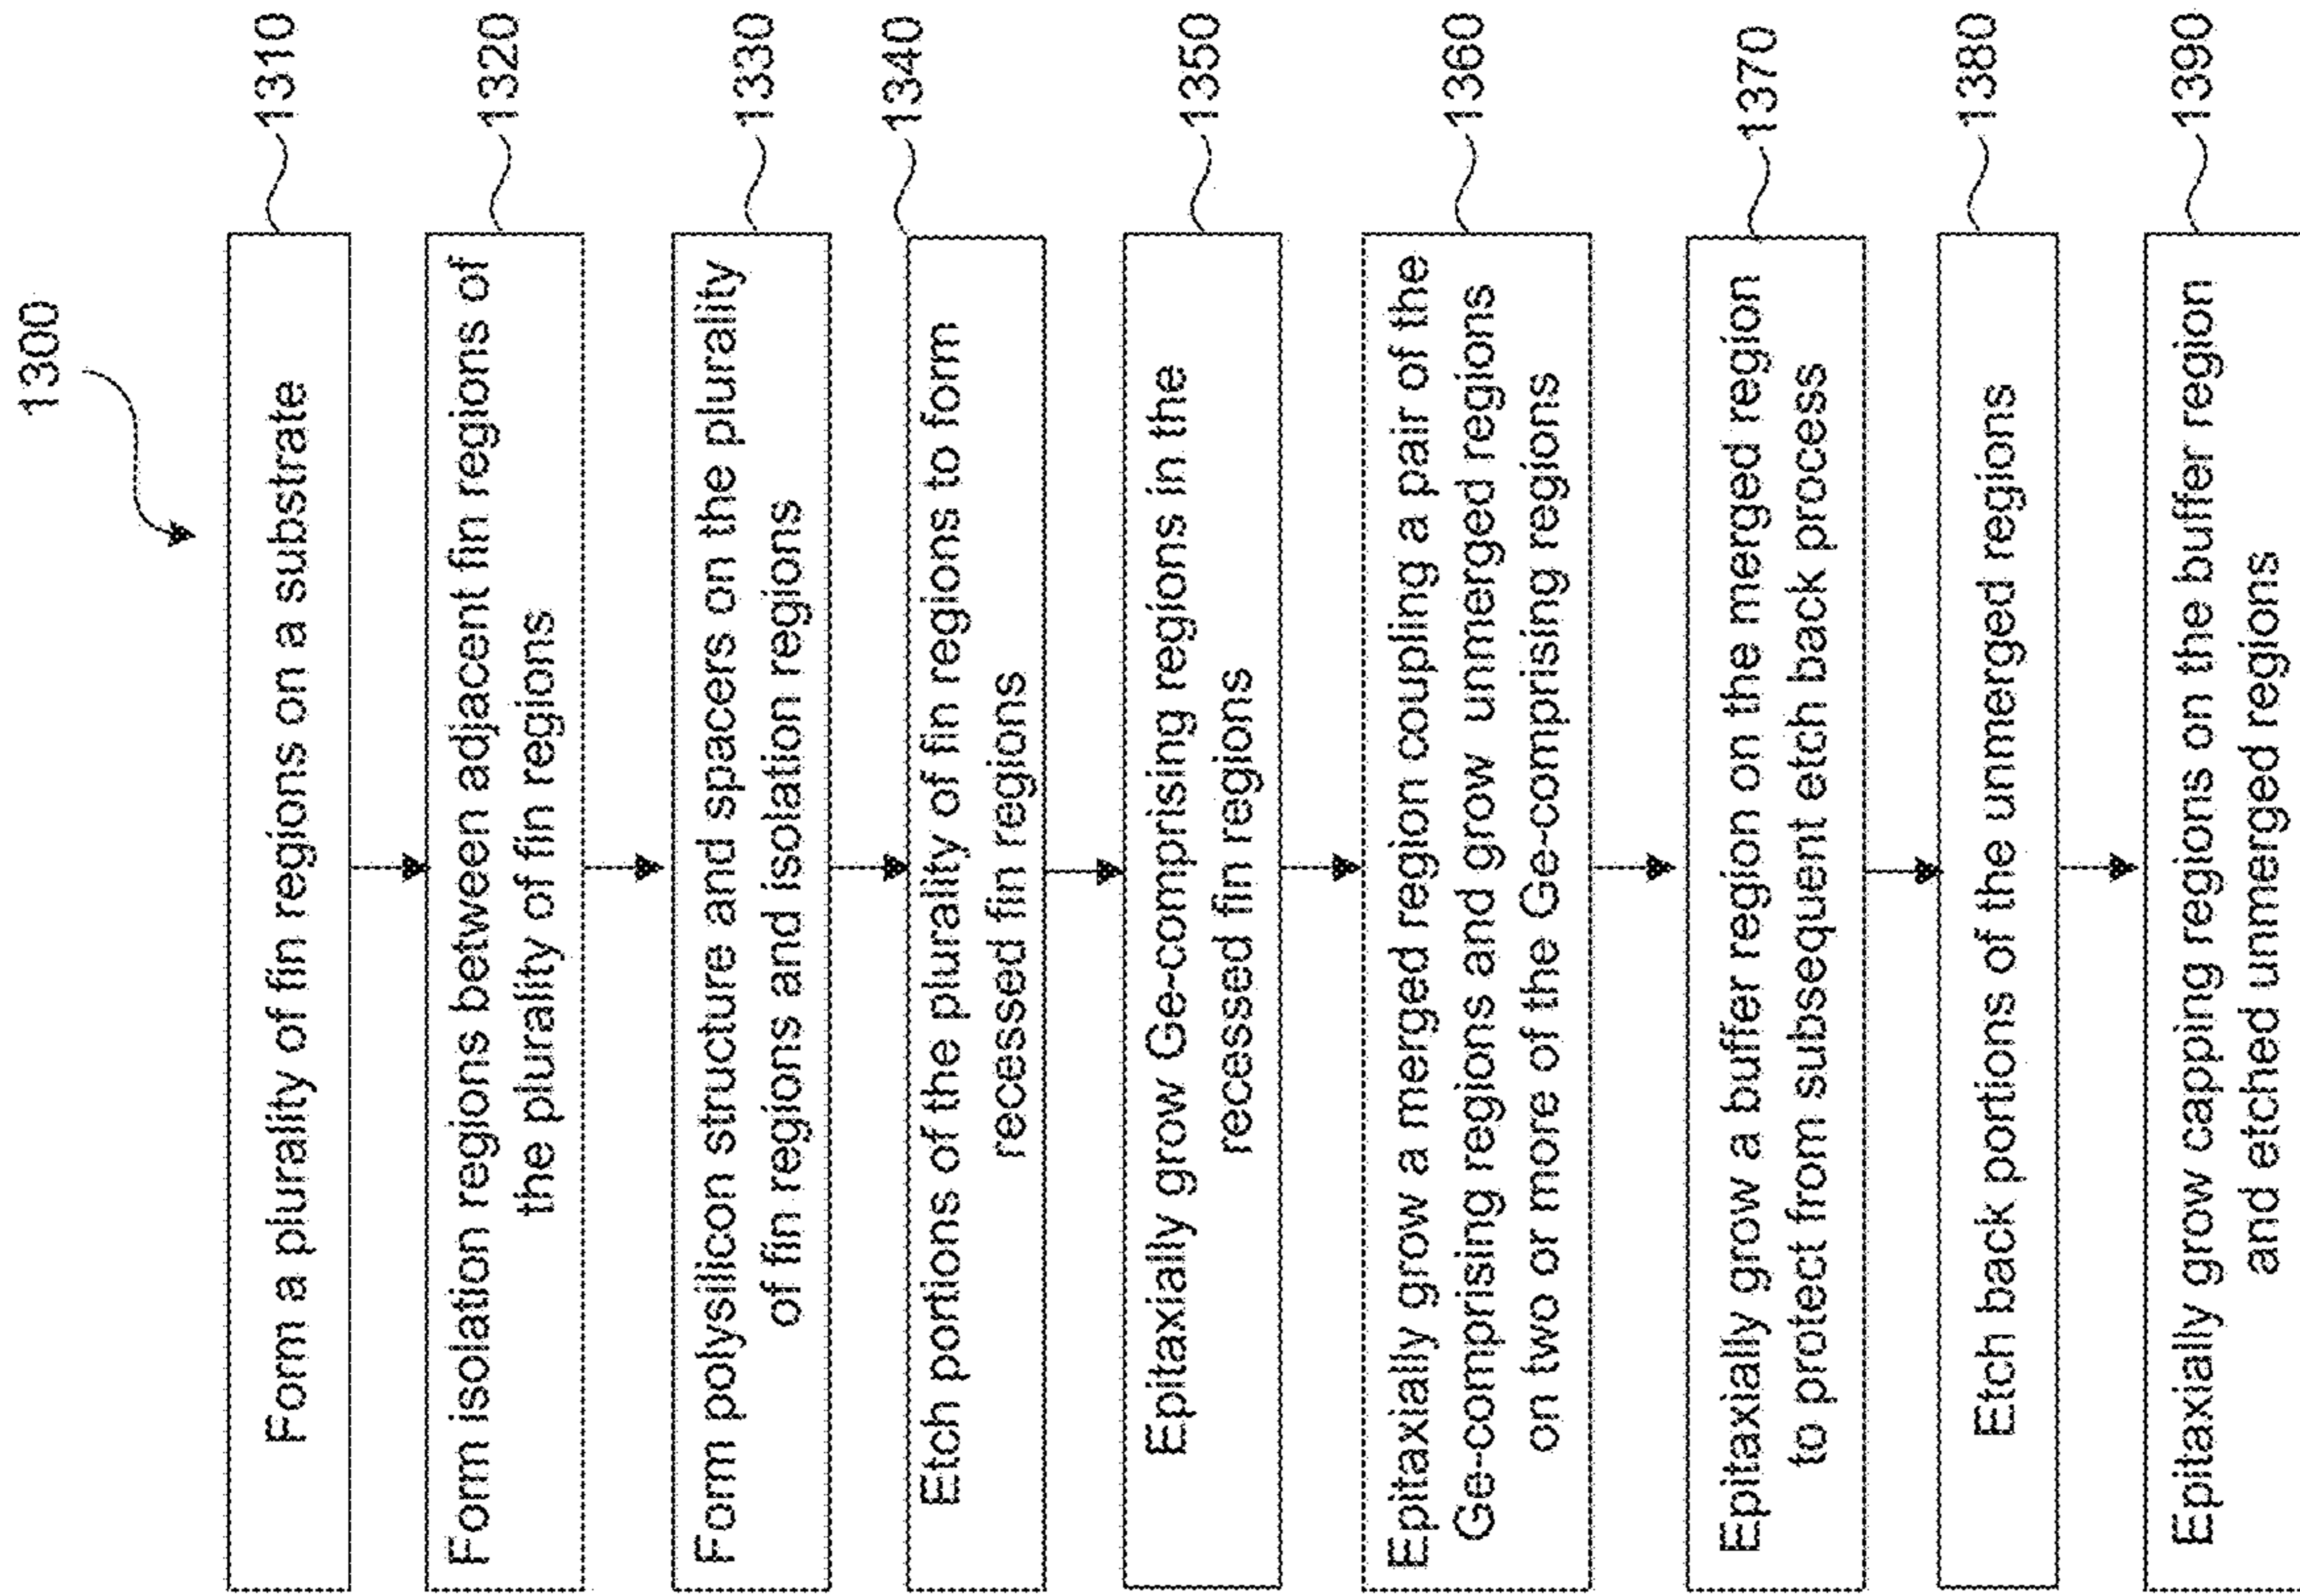 1300
Form a plurality of fin regions on a substrate
1310
Form isolation regions between adjacent fin regions of
the plurality of fin regions
1320
Form polysilicon structure and spacers on the plurality
of fin regions and isolation regions
1330
Etch portions of the plurality of fin regions to form
recessed fin regions
1340
Epitaxially grow Ge-comprising regions in the
recessed fin regions
1350
Epitaxially grow a merged region coupling a pair of the
Ge-comprising regions and grow unmerged regions
on two or more of the Ge-comprising regions
1360
Epitaxially grow a buffer region on the merged region
to protect from subsequent etch back process
1370
Etch back portions of the unmerged regions
1380
Epitaxially grow capping regions on the buffer region
and etched unmerged regions
1390